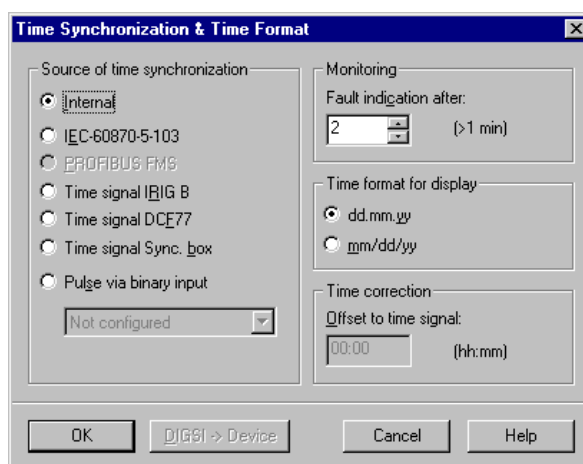 Time Synchronization & Time Format
Source of time synchronization
Internal
IEC-60870-5-103
PROFIBUS FMS
Time signal IRIG B
Time signal DCF77
Time signal Sync. box
Pulse via binary input
Not configured
Monitoring
Fault indication after:
2 (>1 min)
Time format for display
dd.mm.yy
mm/dd/yy
Time correction
Offset to time signal:
00:00 (hh:mm)
OK DIGSI -> Device Cancel Help